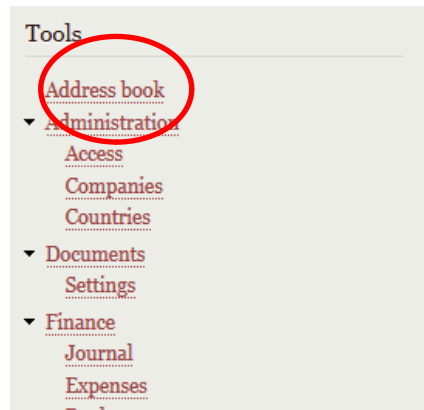 Tools
Address book
Administration
Access
Companies
Countries
Documents
Settings
Finance
Journal
Expenses